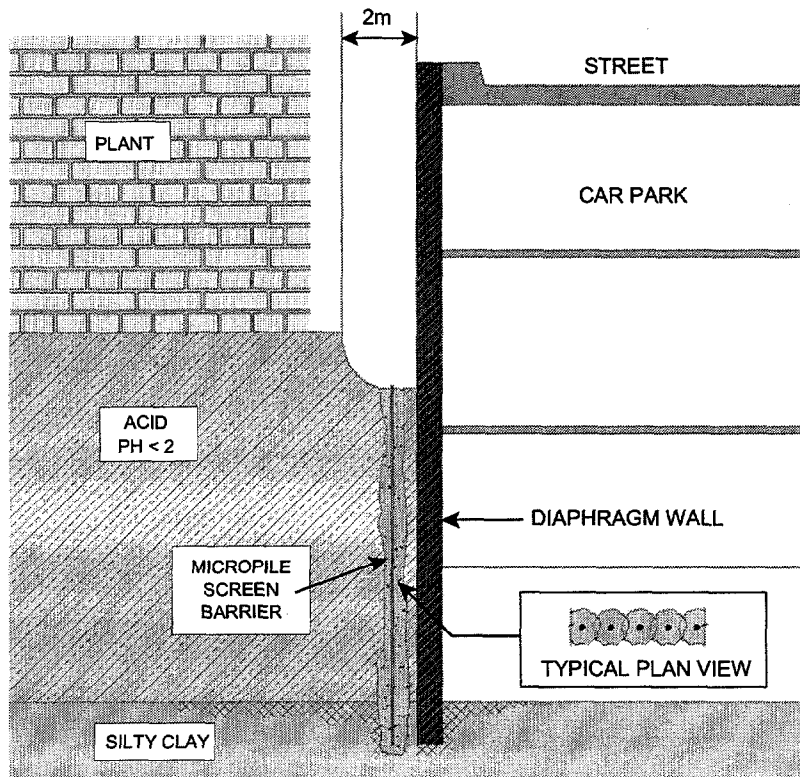 2m
STREET
PLANT
CAR PARK
ACID
PH < 2
DIAPHRAGM WALL
MICROPILE
SCREEN
BARRIER
TYPICAL PLAN VIEW
SILTY CLAY